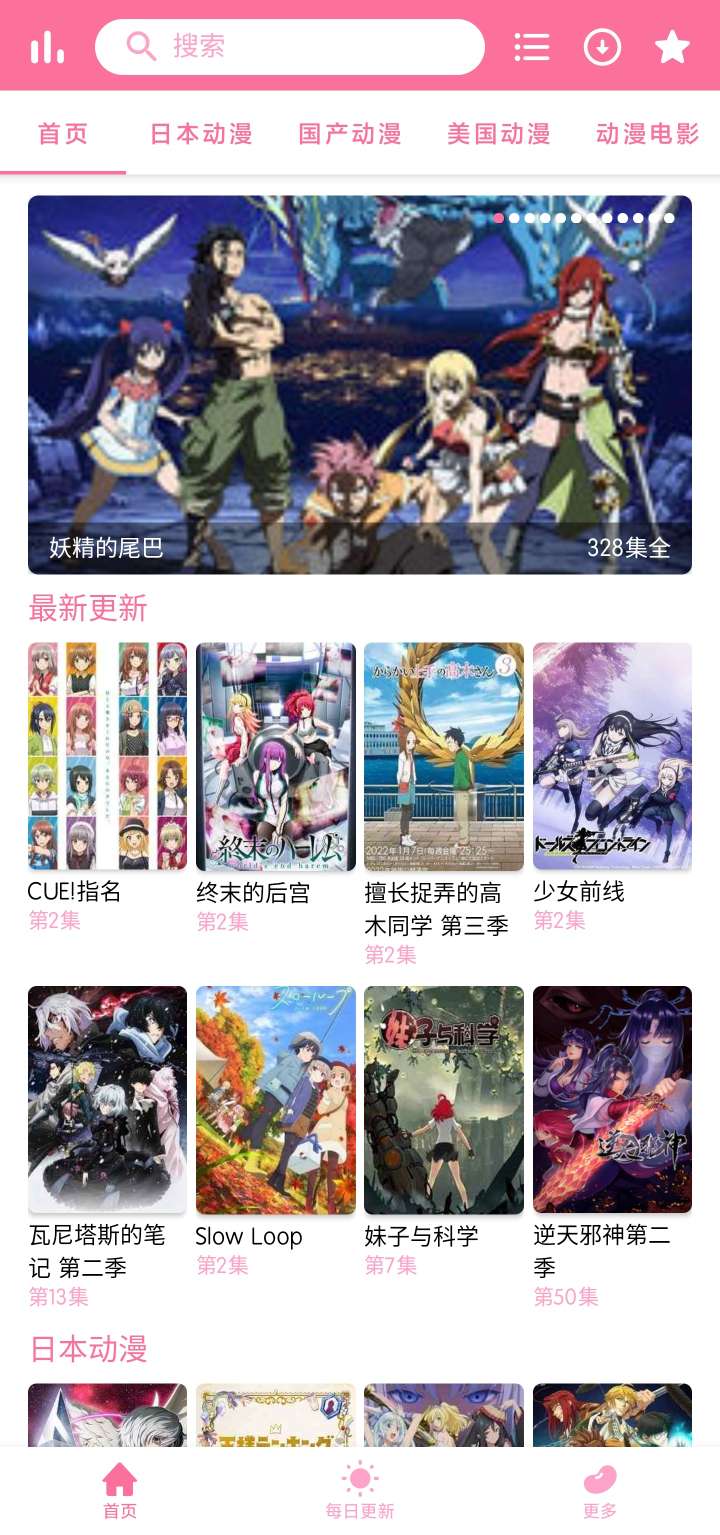 搜索
首页
日本动漫
国产动漫
美国动漫
动漫电影
妖精的尾巴
328集全
最新更新
からかい上手の高木さん3
2022年1月7日
終末のハーレム
world's end harem
ドールズフロントライン
CUE!指名
第2集
终末的后宫
第2集
擅长捉弄的高
木同学 第三季
第2集
少女前线
第2集
スローループ
妹子与科学
逆天邪神
瓦尼塔斯的笔
记 第二季
第13集
Slow Loop
第2集
妹子与科学
第7集
逆天邪神第二
季
第50集
日本动漫
王様ランキング
首页
每日更新
更多